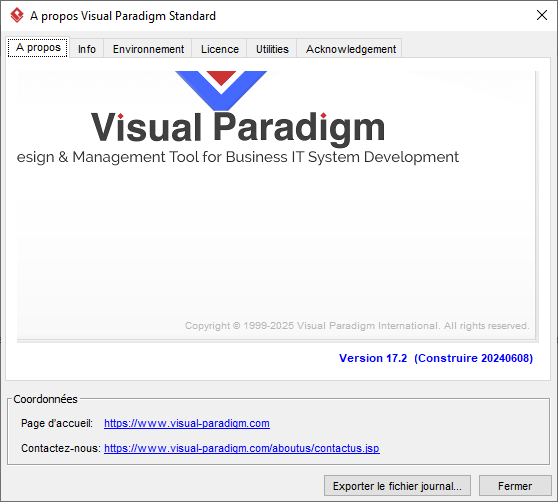 A propos Visual Paradigm Standard
A propos Info Environnement Licence Utilities Acknowledgement
Visual Paradigm
esign & Management Tool for Business IT System Development
Copyright © 1999-2025 Visual Paradigm International. All rights reserved.
Version 17.2 (Construire 20240608)
Coordonnées
Page d'accueil: https://www.visual-paradigm.com
Contactez-nous: https://www.visual-paradigm.com/aboutus/contactus.jsp
Exporter le fichier journal... Fermer